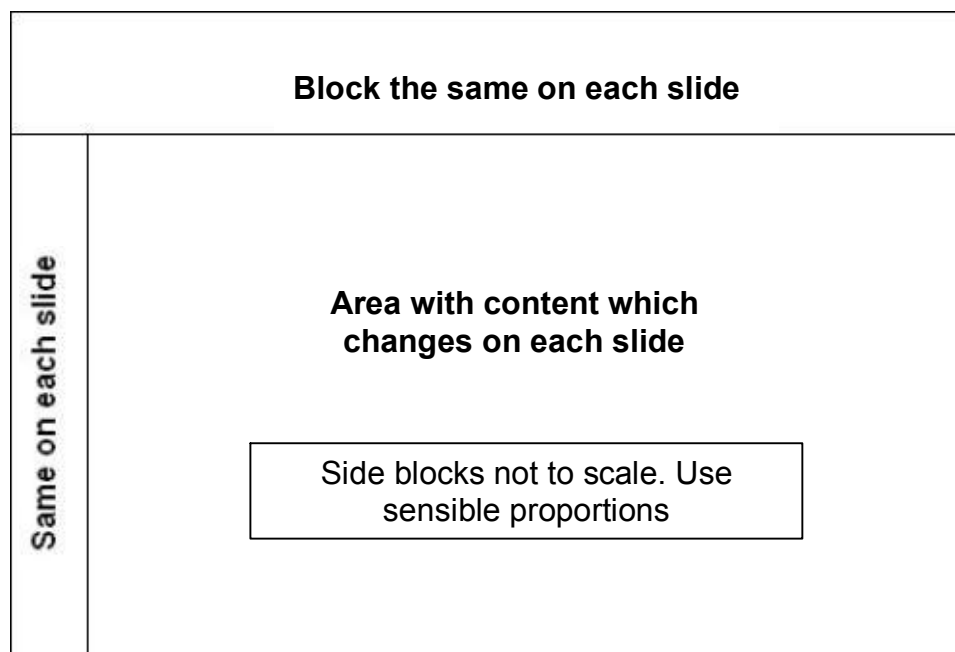 Block the same on each slide
Same on each slide
Area with content which
changes on each slide
Side blocks not to scale. Use
sensible proportions